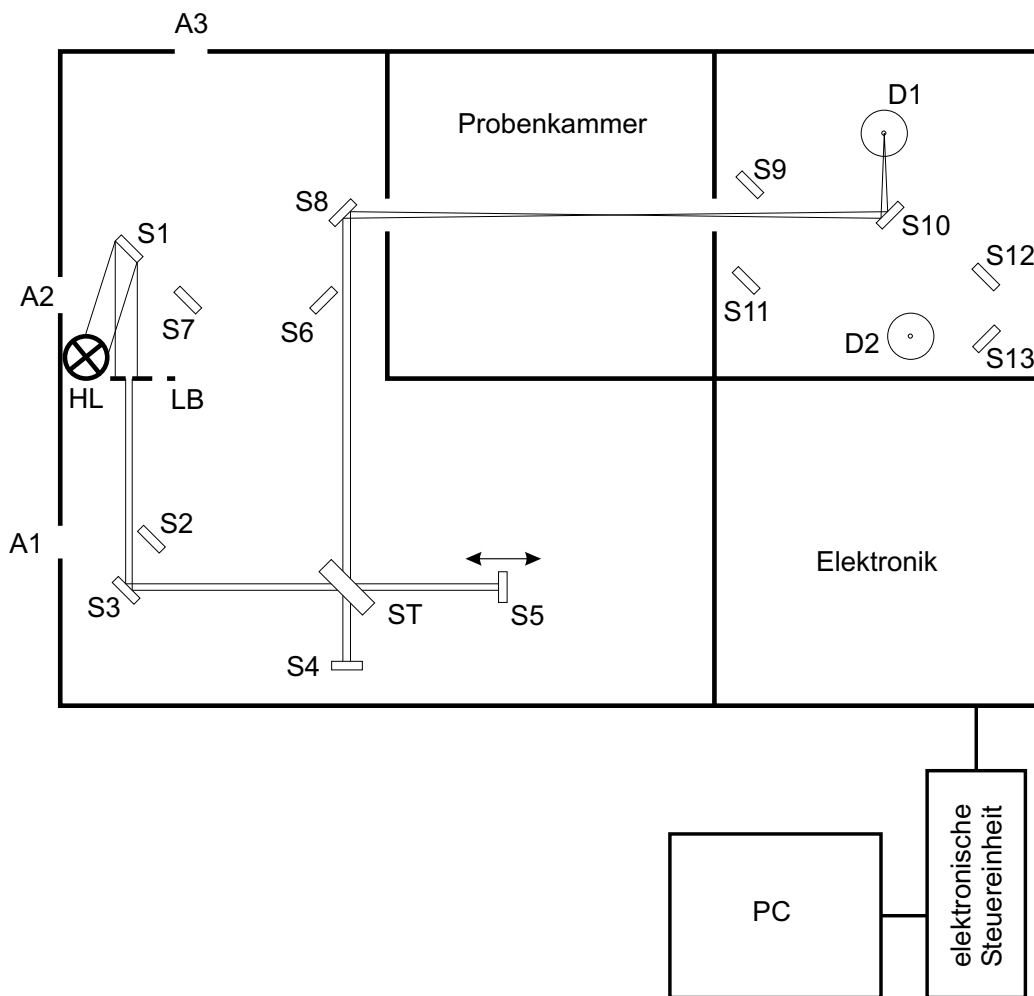 A3
D1
Probenkammer
S9
S8
S10
S1
S12
A2
S7
S6
S11
D2
S13
HL
LB
S2
A1
Elektronik
S3
ST
S5
S4
elektronische
Steuereinheit
PC